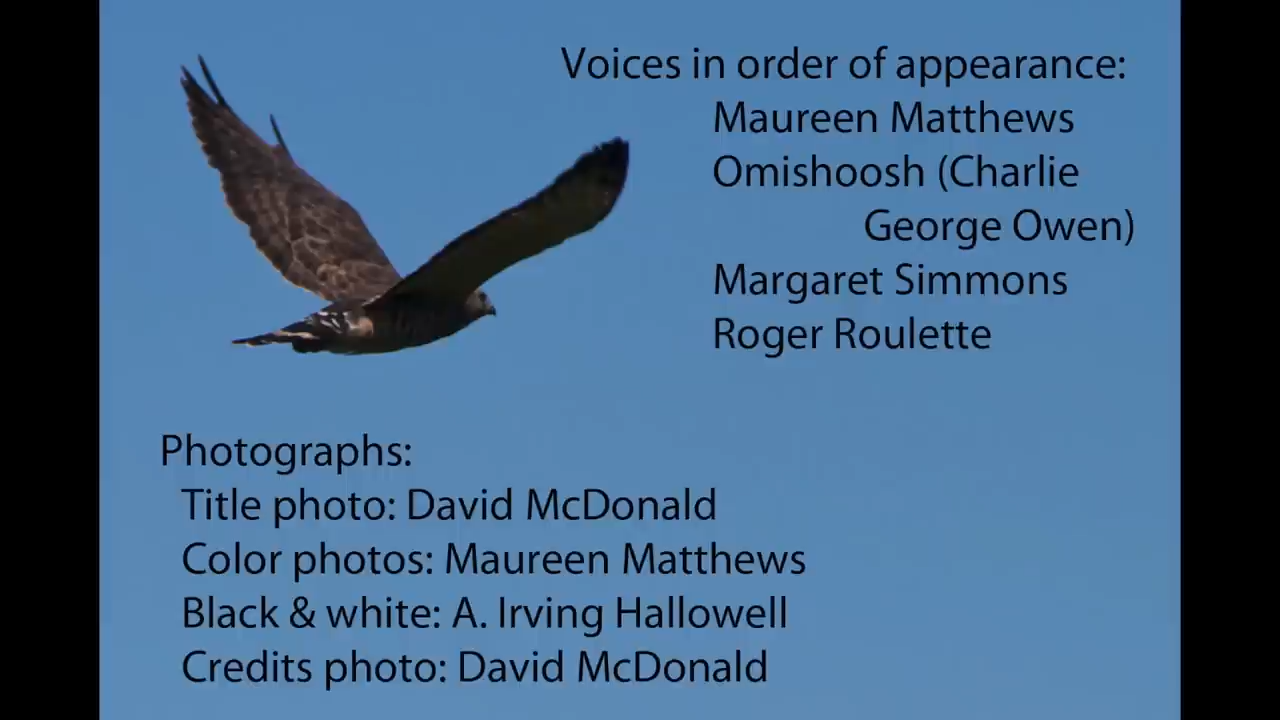 Voices in order of appearance:
Maureen Matthews
Omishoosh (Charlie
George Owen)
Margaret Simmons
Roger Roulette
Photographs:
Title photo: David McDonald
Color photos: Maureen Matthews
Black & white: A. Irving Hallowell
Credits photo: David McDonald